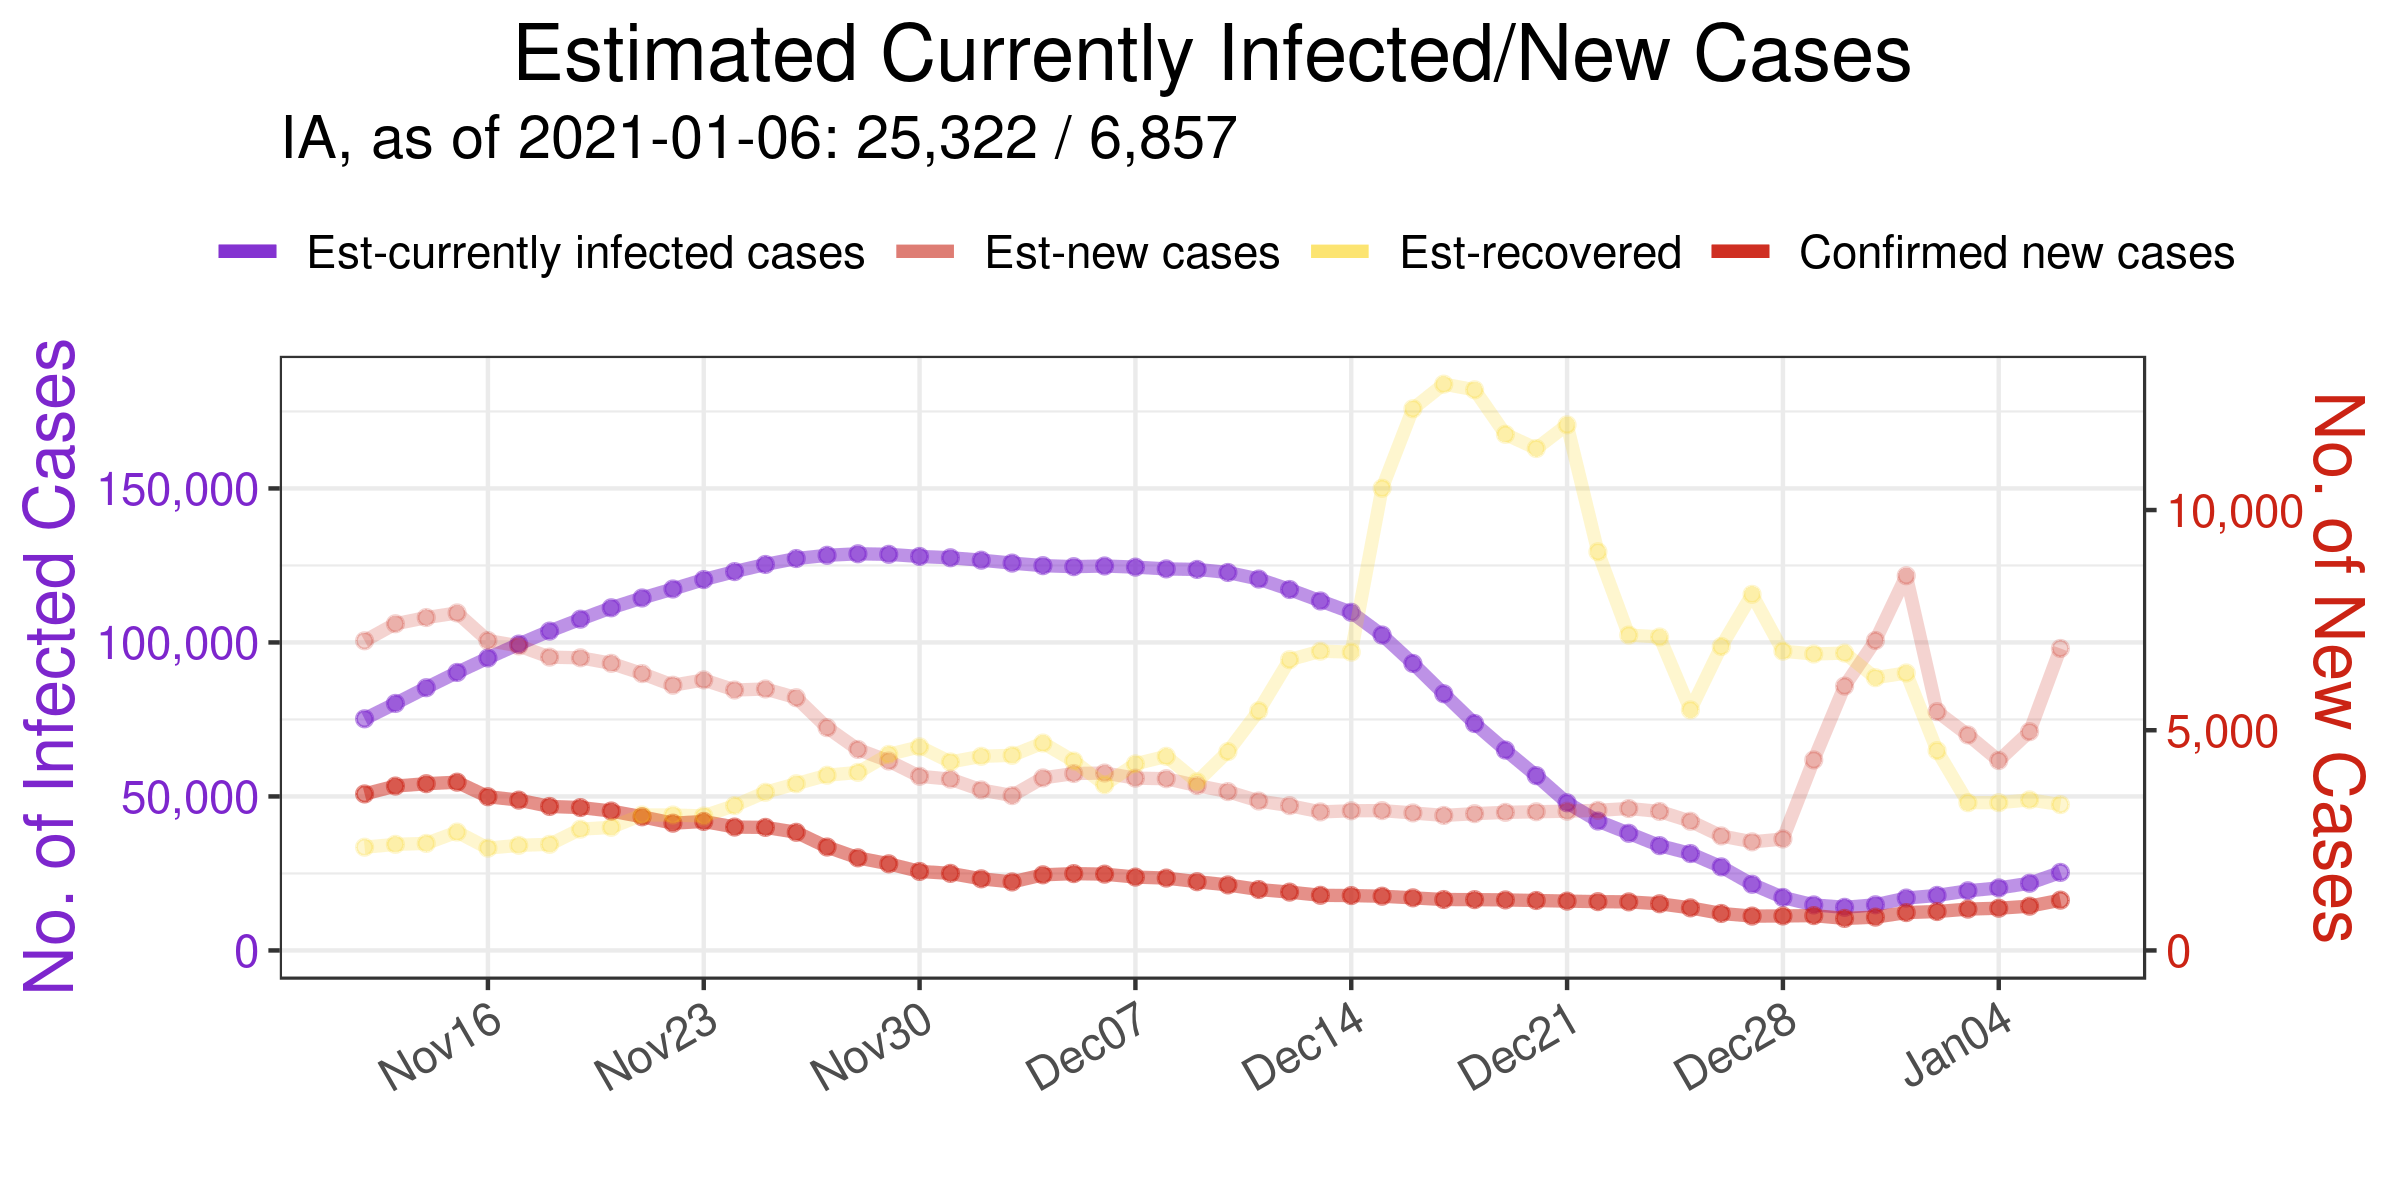 Estimated Currently Infected/New Cases
IA, as of 2021-01-06: 25,322 / 6,857
Est-currently infected cases Est-new cases Est-recovered Confirmed new cases
No. of Infected Cases
150,000
100,000
50,000
0
10,000
5,000
0
No. of New Cases
Nov16 Nov23 Nov30 Dec07 Dec14 Dec21 Dec28 Jan04